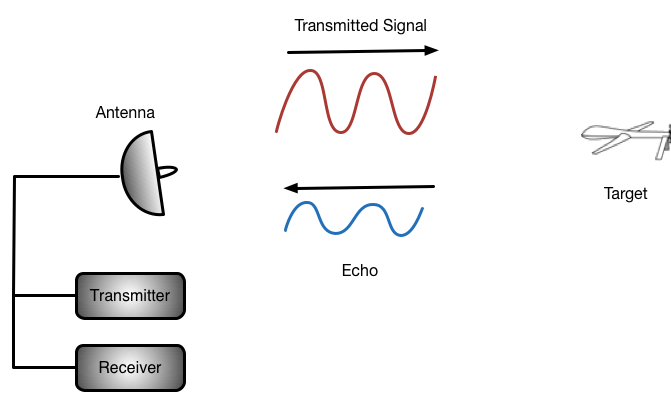 Transmitted Signal
Antenna
Target
Echo
Transmitter
Receiver